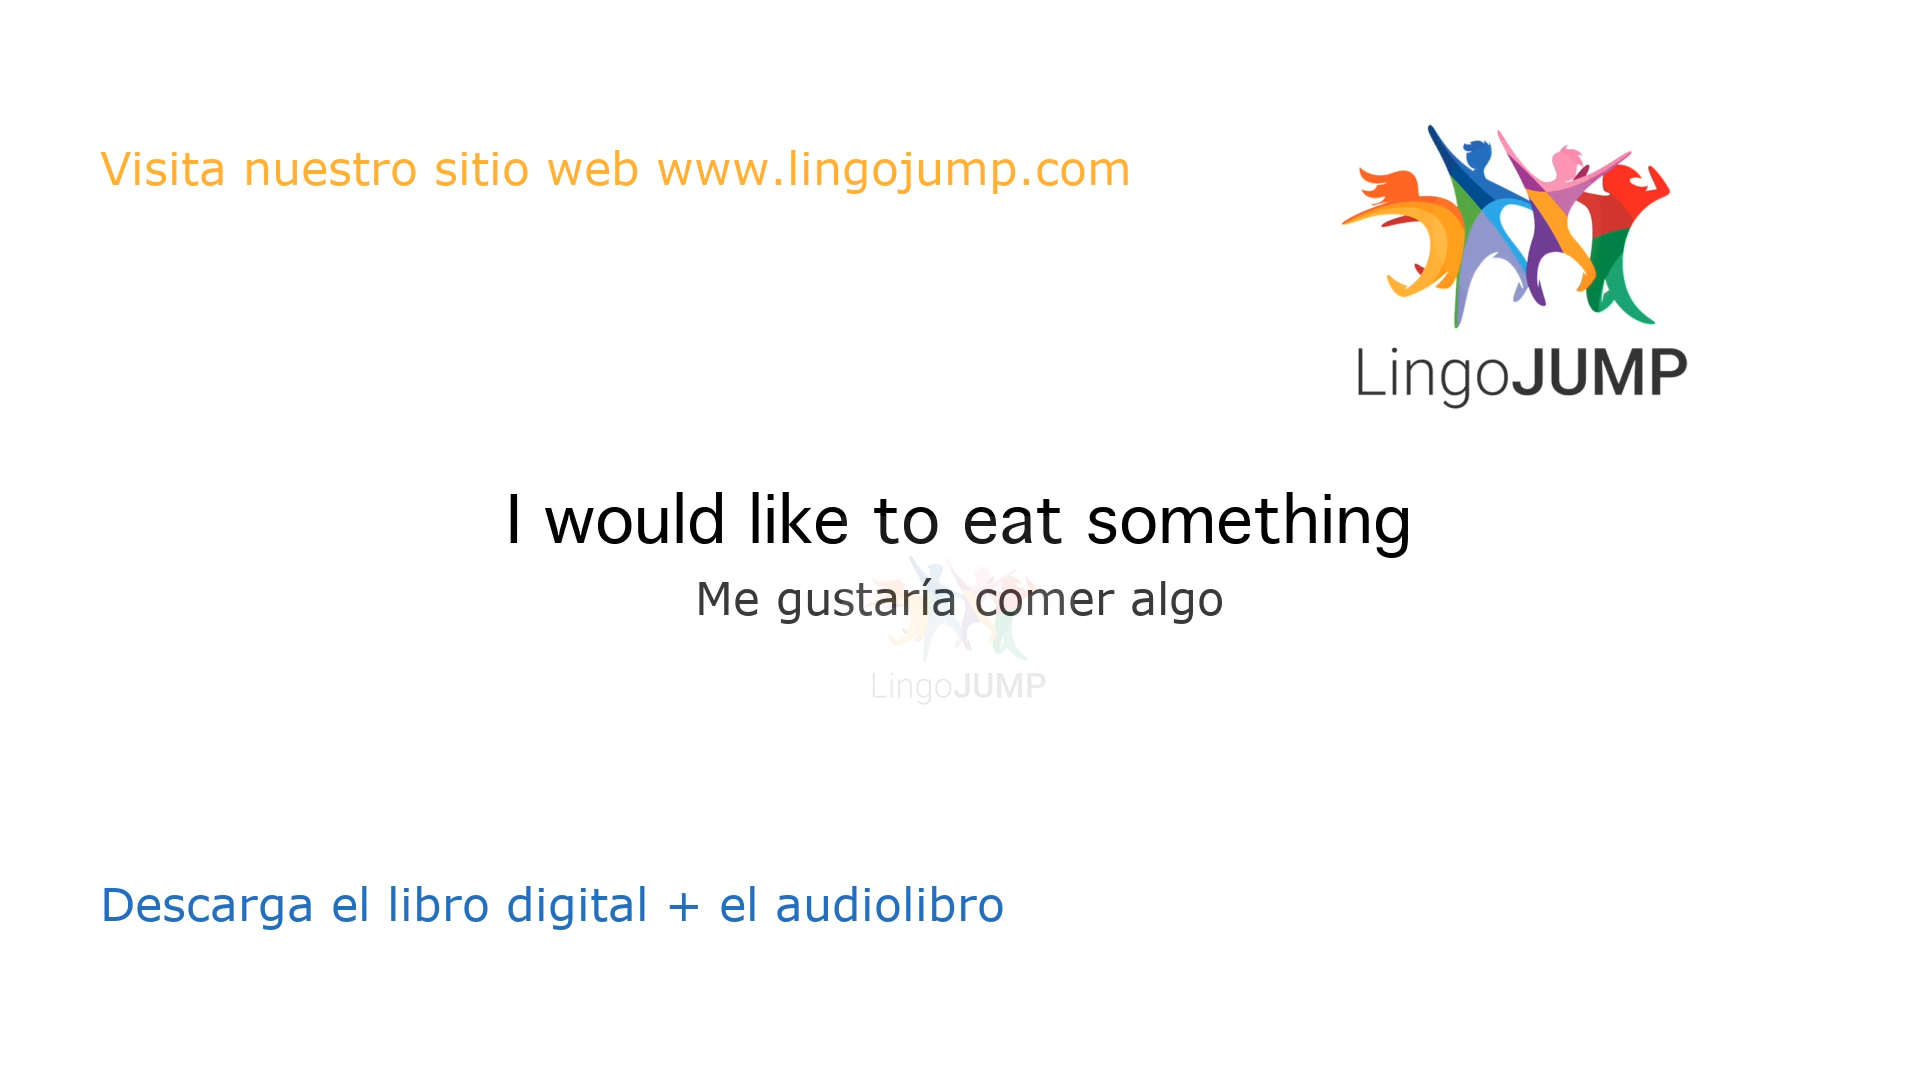 Visita nuestro sitio web www.lingojump.com
LingoJUMP
I would like to eat something
Me gustaría comer algo
LingoJUMP
Descarga el libro digital + el audiolibro